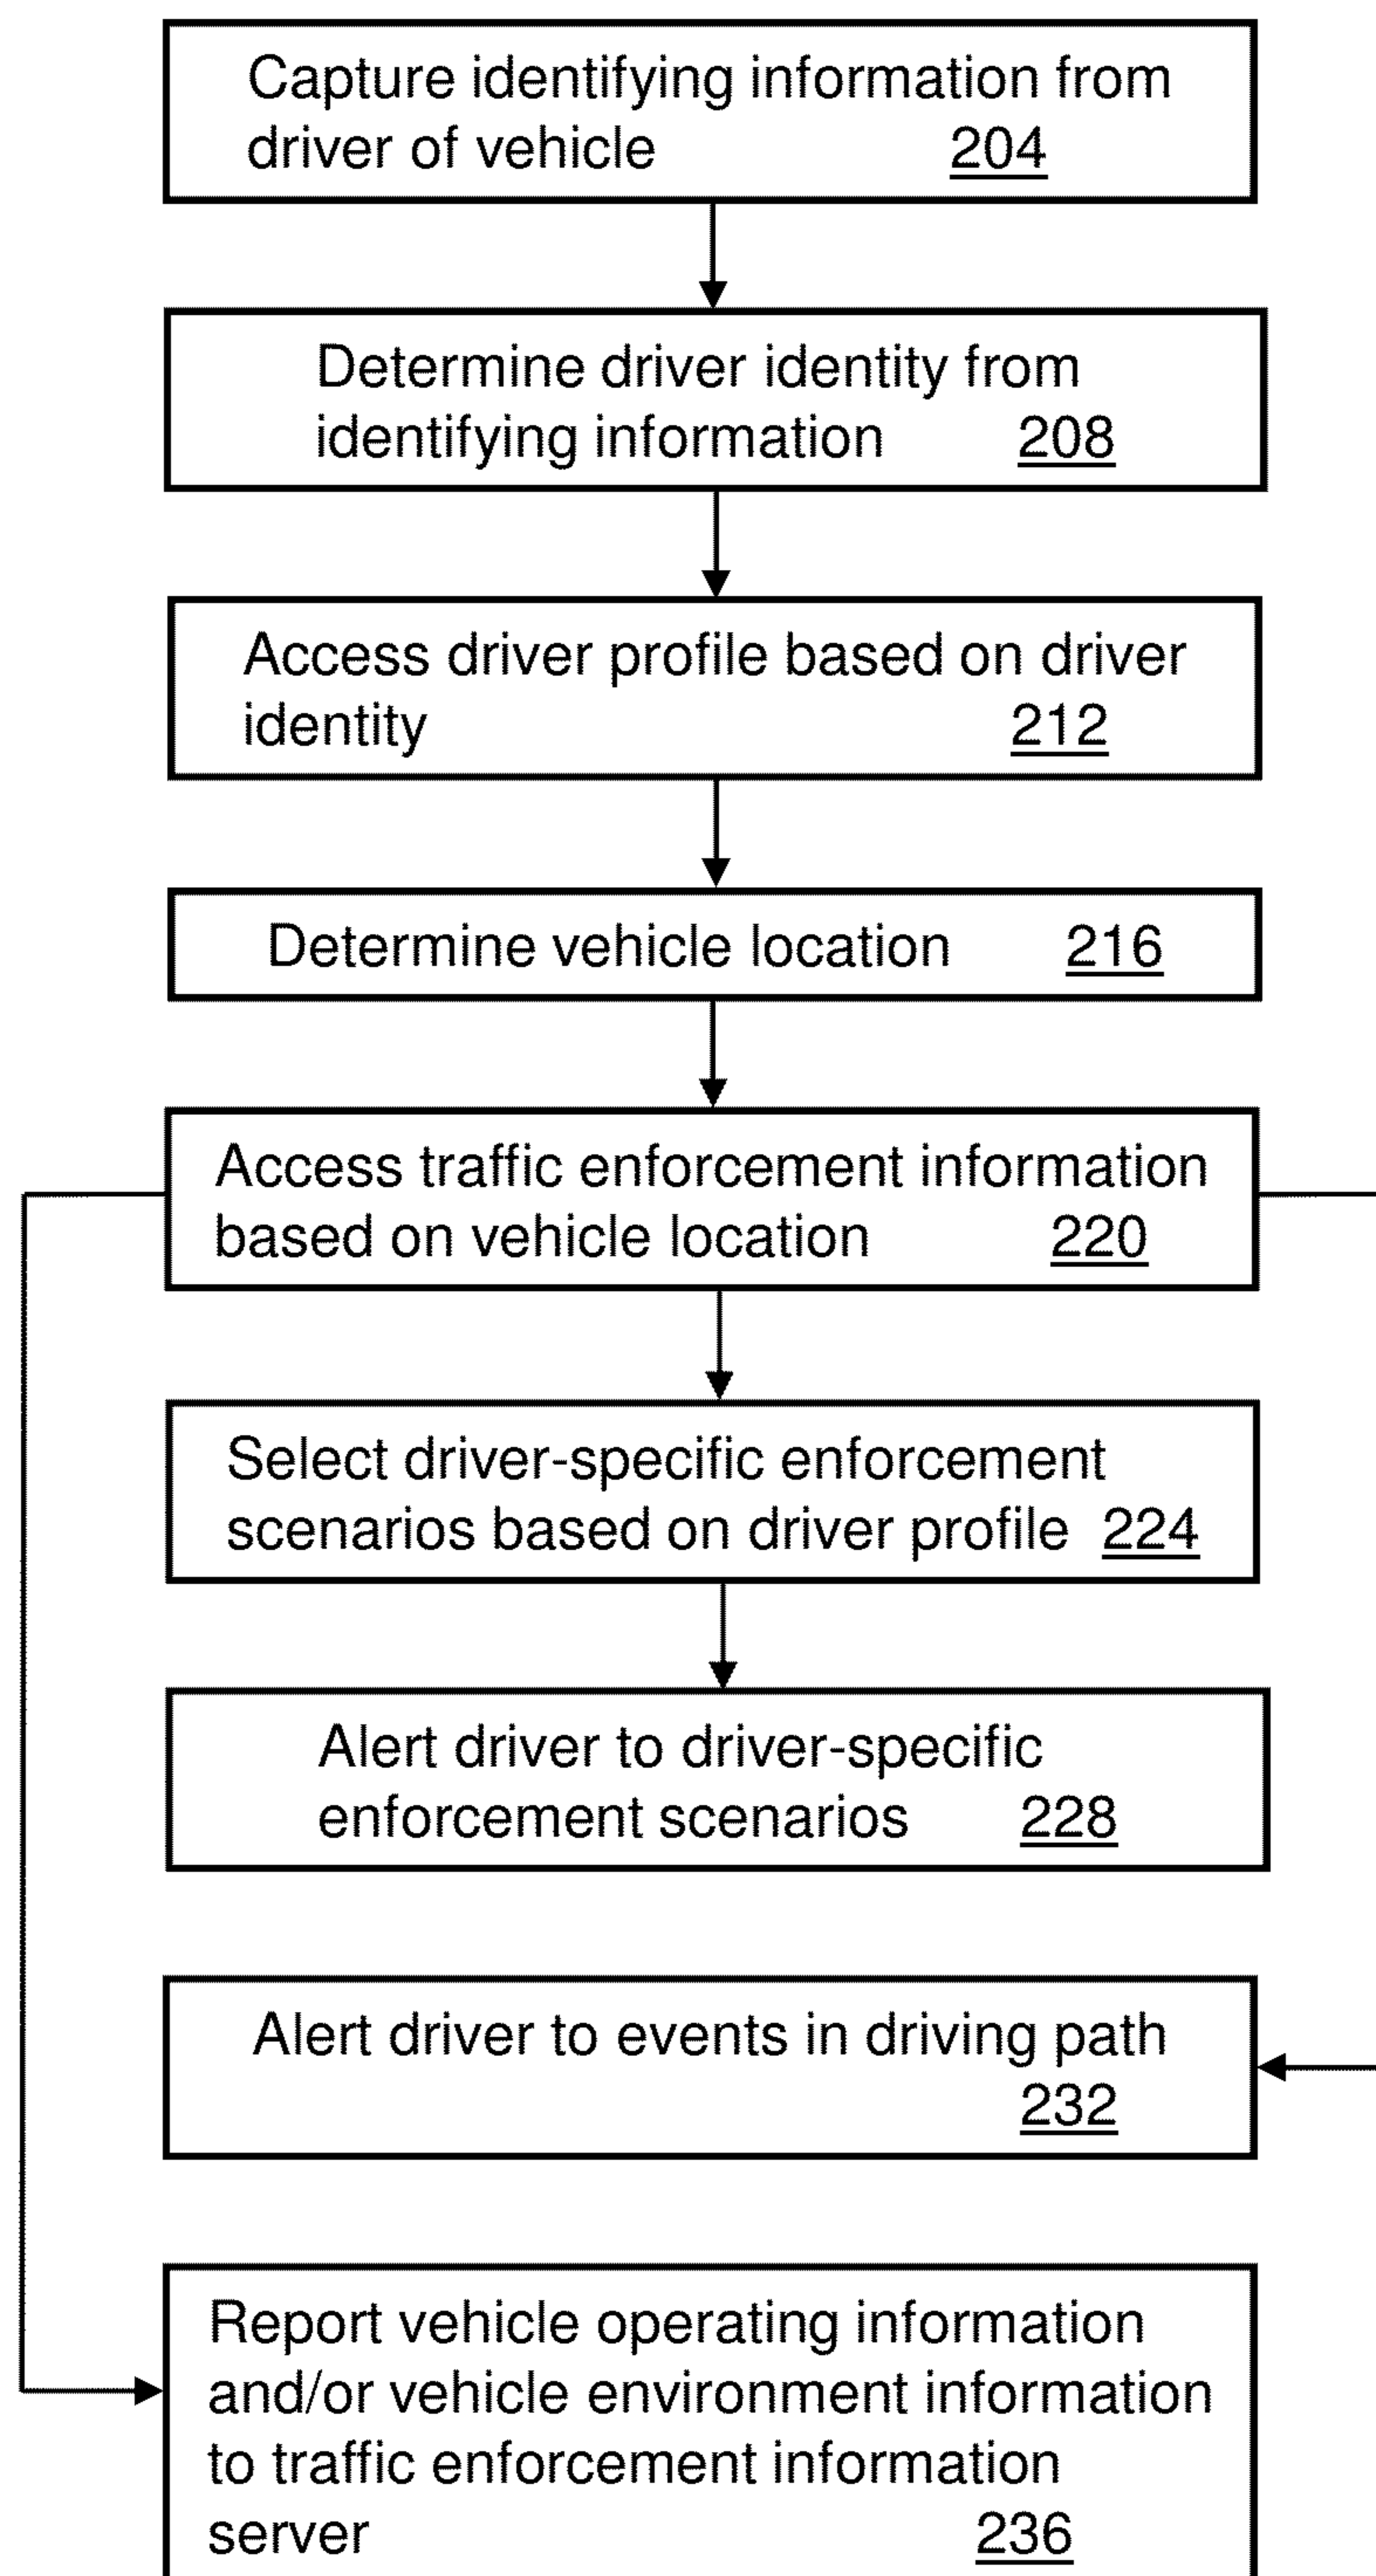 Capture identifying information from
driver of vehicle 204
Determine driver identity from
identifying information 208
Access driver profile based on driver
identity 212
Determine vehicle location 216
Access traffic enforcement information
based on vehicle location 220
Select driver-specific enforcement
scenarios based on driver profile 224
Alert driver to driver-specific
enforcement scenarios 228
Alert driver to events in driving path
232
Report vehicle operating information
and/or vehicle environment information
to traffic enforcement information
server 236